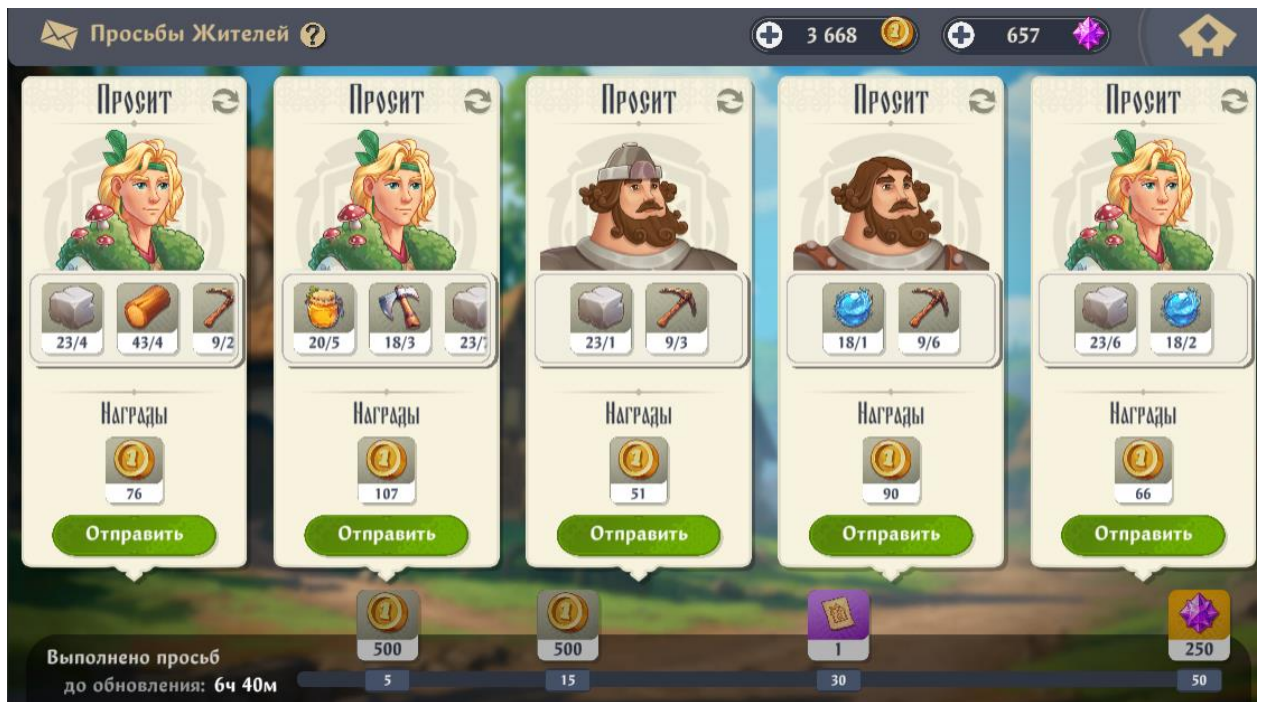 Просьбы Жителей ?
3 668
657
Просит
23/4 43/4 9/2
Награды
76
Отправить
Просит
20/5 18/3 23/
Награды
107
Отправить
Просит
23/1 9/3
Награды
51
Отправить
Просит
18/1 9/6
Награды
90
Отправить
Просит
23/6 18/2
Награды
66
Отправить
500 500 1 250
Выполнено просьб
до обновления: 6ч 40м
5 15 30 50